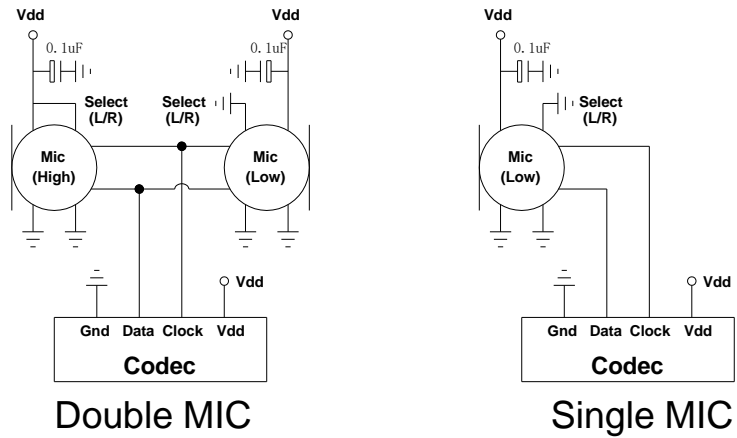 Vdd
Vdd
Vdd
0.1uF
0.1uF
0.1uF
Select
(L/R)
Select
(L/R)
Select
(L/R)
Mic
(High)
Mic
(Low)
Mic
(Low)
Vdd
Vdd
Gnd Data Clock Vdd
Gnd Data Clock Vdd
Codec
Codec
Double MIC
Single MIC